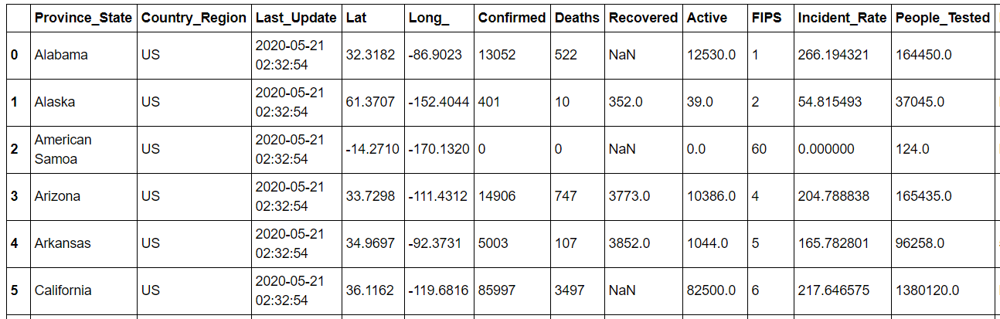 Province_State Country_Region Last_Update Lat Long_ Confirmed Deaths Recovered Active FIPS Incident_Rate People_Tested
0 Alabama US 2020-05-21 02:32:54 32.3182 -86.9023 13052 522 NaN 12530.0 1 266.194321 164450.0
1 Alaska US 2020-05-21 02:32:54 61.3707 -152.4044 401 10 352.0 39.0 2 54.815493 37045.0
2 American Samoa US 2020-05-21 02:32:54 -14.2710 -170.1320 0 0 NaN 0.0 60 0.000000 124.0
3 Arizona US 2020-05-21 02:32:54 33.7298 -111.4312 14906 747 3773.0 10386.0 4 204.788838 165435.0
4 Arkansas US 2020-05-21 02:32:54 34.9697 -92.3731 5003 107 3852.0 1044.0 5 165.782801 96258.0
5 California US 2020-05-21 02:32:54 36.1162 -119.6816 85997 3497 NaN 82500.0 6 217.646575 1380120.0